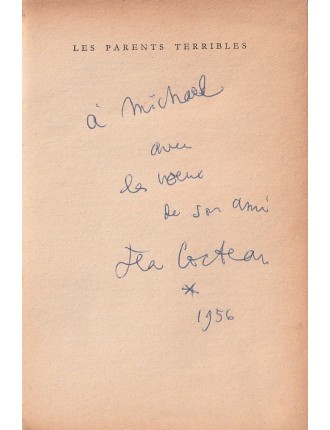 LES PARENTS TERRIBLES
à Michael
avec
les voeux
de son ami
Jean Cocteau
*
1956